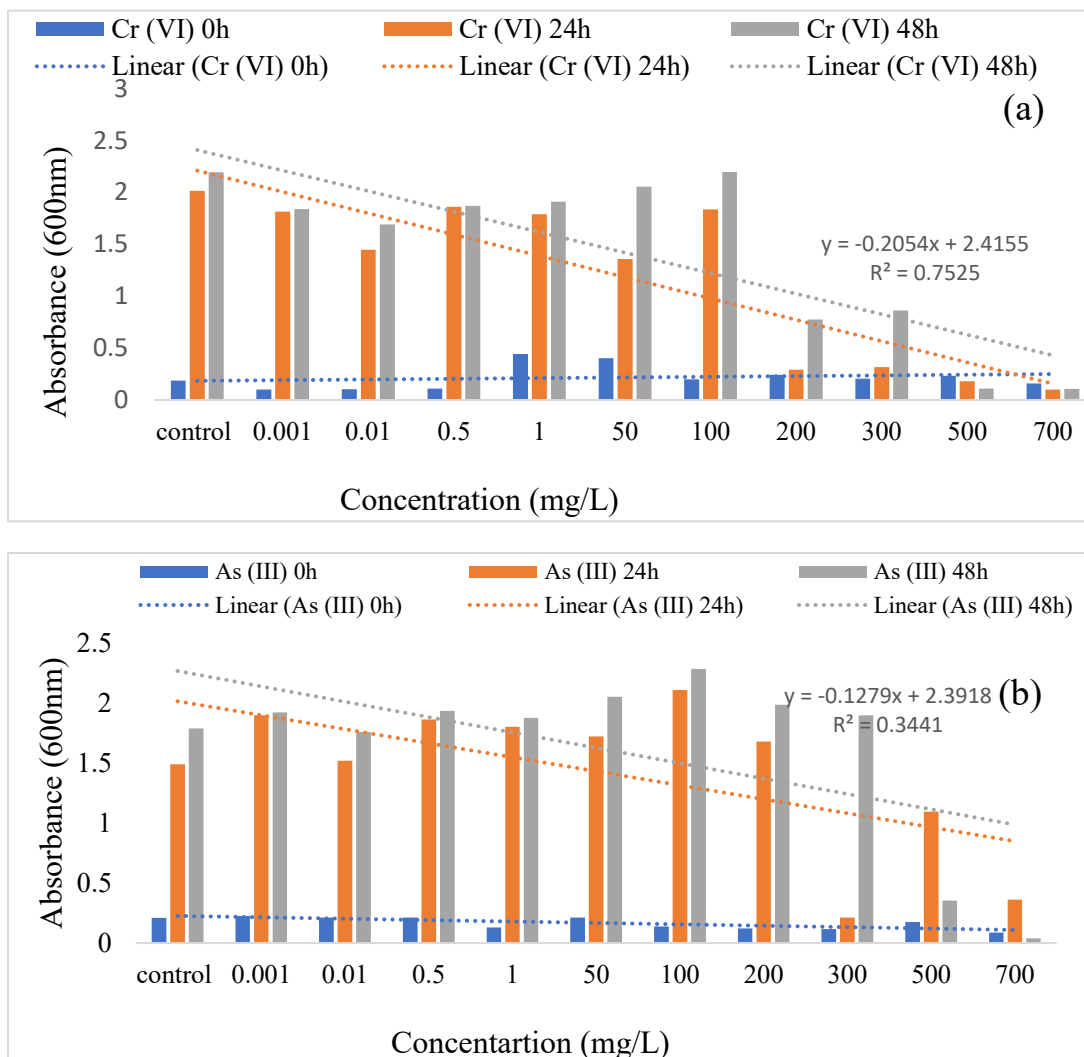 Cr (VI) 0h Cr (VI) 24h Cr (VI) 48h
Linear (Cr (VI) 0h) Linear (Cr (VI) 24h) Linear (Cr (VI) 48h)
3
(a)
2.5
2
1.5
1
0.5
0
Absorbance (600nm)
y = -0.2054x + 2.4155
R² = 0.7525
control 0.001 0.01 0.5 1 50 100 200 300 500 700
Concentration (mg/L)
As (III) 0h As (III) 24h As (III) 48h
Linear (As (III) 0h) Linear (As (III) 24h) Linear (As (III) 48h)
2.5
2
1.5
1
0.5
0
Absorbance (600nm)
(b)
y = -0.1279x + 2.3918
R² = 0.3441
control 0.001 0.01 0.5 1 50 100 200 300 500 700
Concentartion (mg/L)